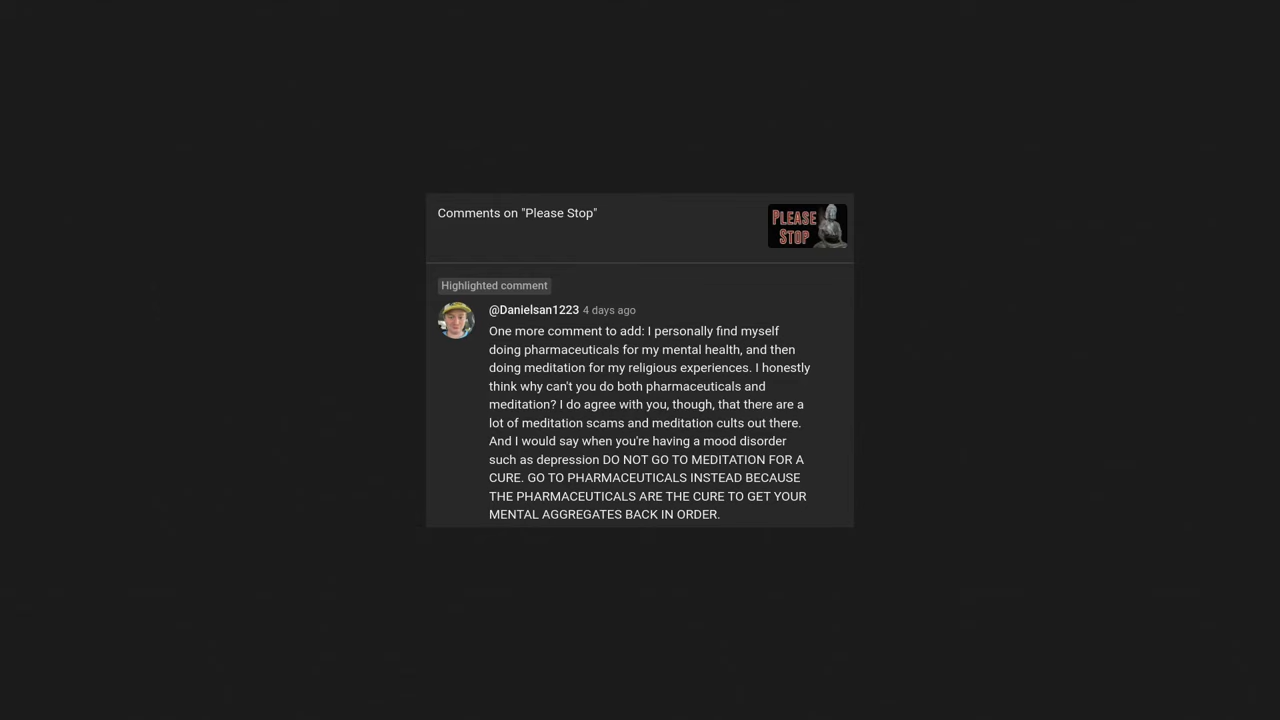 Comments on "Please Stop"
PLEASE
STOP
Highlighted comment
@Danielsan1223 4 days ago
One more comment to add: I personally find myself
doing pharmaceuticals for my mental health, and then
doing meditation for my religious experiences. I honestly
think why can't you do both pharmaceuticals and
meditation? I do agree with you, though, that there are a
lot of meditation scams and meditation cults out there.
And I would say when you're having a mood disorder
such as depression DO NOT GO TO MEDITATION FOR A
CURE. GO TO PHARMACEUTICALS INSTEAD BECAUSE
THE PHARMACEUTICALS ARE THE CURE TO GET YOUR
MENTAL AGGREGATES BACK IN ORDER.